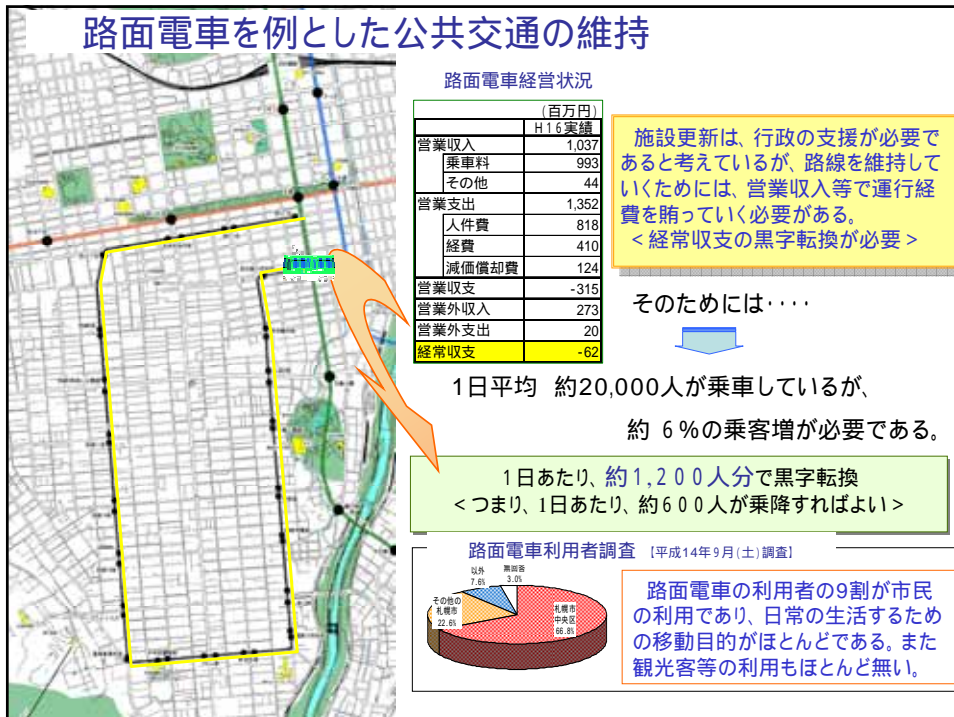 路面電車を例とした公共交通の維持
路面電車経営状況
(百万円)
H16実績
営業収入 1,037
乗車料 993
その他 44
営業支出 1,352
人件費 818
経費 410
減価償却費 124
営業収支 -315
営業外収入 273
営業外支出 20
経常収支 -62
施設更新は、行政の支援が必要で
あると考えているが、路線を維持して
いくためには、営業収入等で運行経
費を賄っていく必要がある。
＜経常収支の黒字転換が必要＞
そのためには‥‥
1日平均 約20,000人が乗車しているが、
約 6%の乗客増が必要である。
1日あたり、約1,200人分で黒字転換
＜つまり、1日あたり、約600人が乗降すればよい＞
路面電車利用者調査 【平成14年9月(土)調査】
以外
7.6%
無回答
3.0%
その他の
札幌市
22.6%
札幌市
中央区
66.8%
路面電車の利用者の9割が市民
の利用であり、日常の生活するため
の移動目的がほとんどである。また
観光客等の利用もほとんど無い。